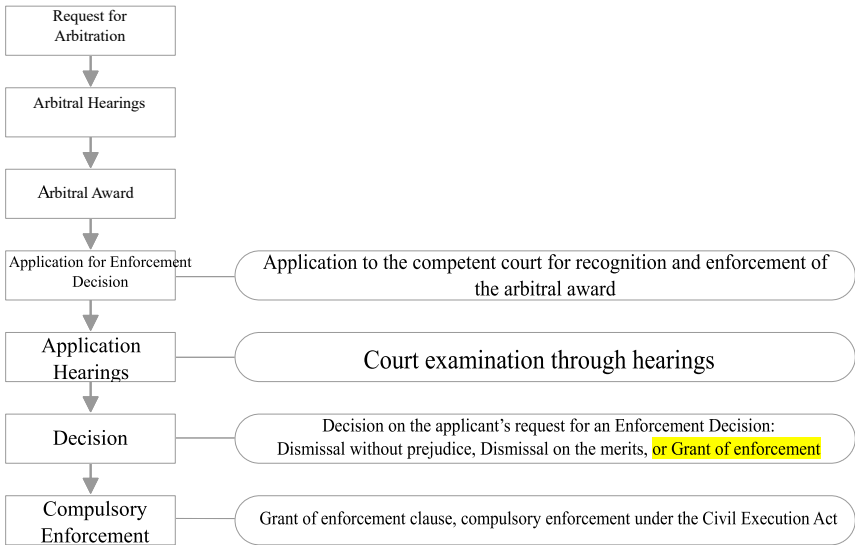 Request for
Arbitration
Arbitral Hearings
Arbitral Award
Application for Enforcement
Decision
Application to the competent court for recognition and enforcement of
the arbitral award
Application
Hearings
Court examination through hearings
Decision
Decision on the applicant’s request for an Enforcement Decision:
Dismissal without prejudice, Dismissal on the merits, or Grant of enforcement
Compulsory
Enforcement
Grant of enforcement clause, compulsory enforcement under the Civil Execution Act